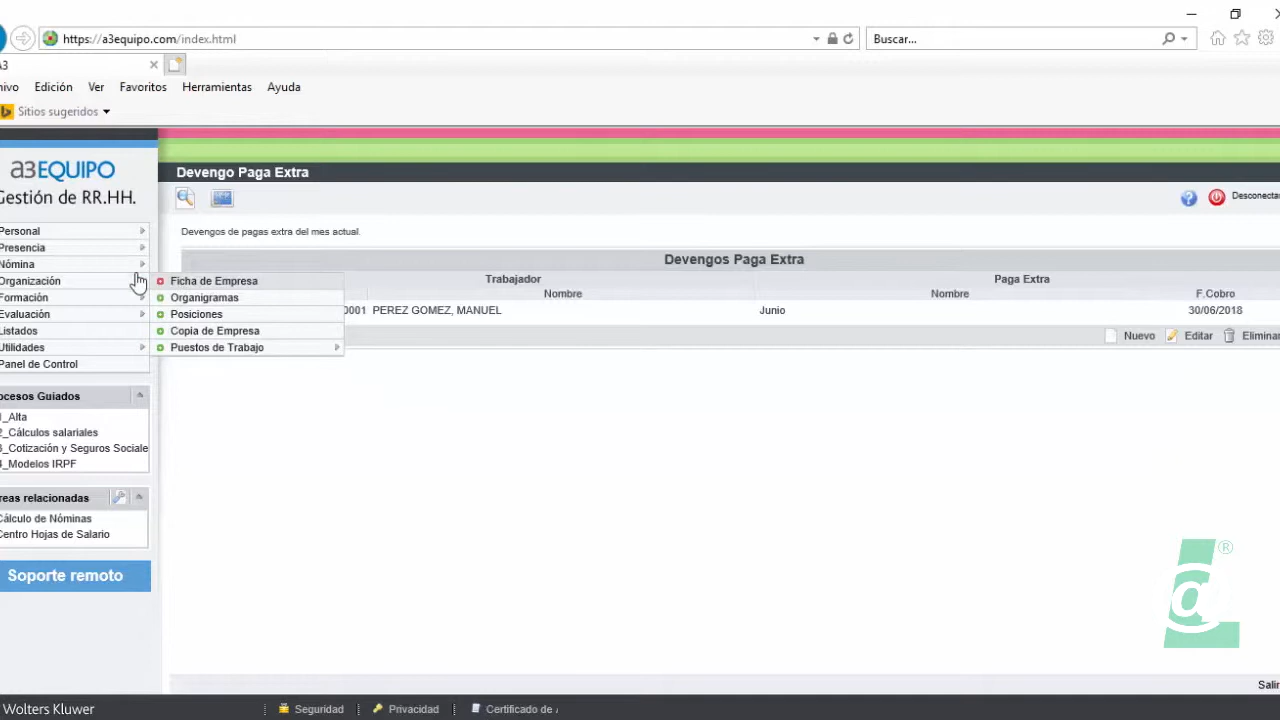 https://a3equipo.com/index.html
Buscar...
A3
Edición Ver Favoritos Herramientas Ayuda
Sitios sugeridos
a3EQUIPO
Gestión de RR.HH.
Devengo Paga Extra
Desconectar
Devengos de pagas extra del mes actual.
Personal
Presencia
Nómina
Organización
Formación
Evaluación
Listados
Utilidades
Panel de Control
Ficha de Empresa
Organigramas
Posiciones
Copia de Empresa
Puestos de Trabajo
Devengos Paga Extra
Trabajador Paga Extra
Nombre Nombre F.Cobro
0001 PEREZ GOMEZ, MANUEL Junio 30/06/2018
Nuevo Editar Eliminar
ocesos Guiados
1_Alta
2_Cálculos salariales
3_Cotización y Seguros Sociale
4_Modelos IRPF
reas relacionadas
Cálculo de Nóminas
Centro Hojas de Salario
Soporte remoto
@®
Salir
Wolters Kluwer
Seguridad Privacidad Certificado de